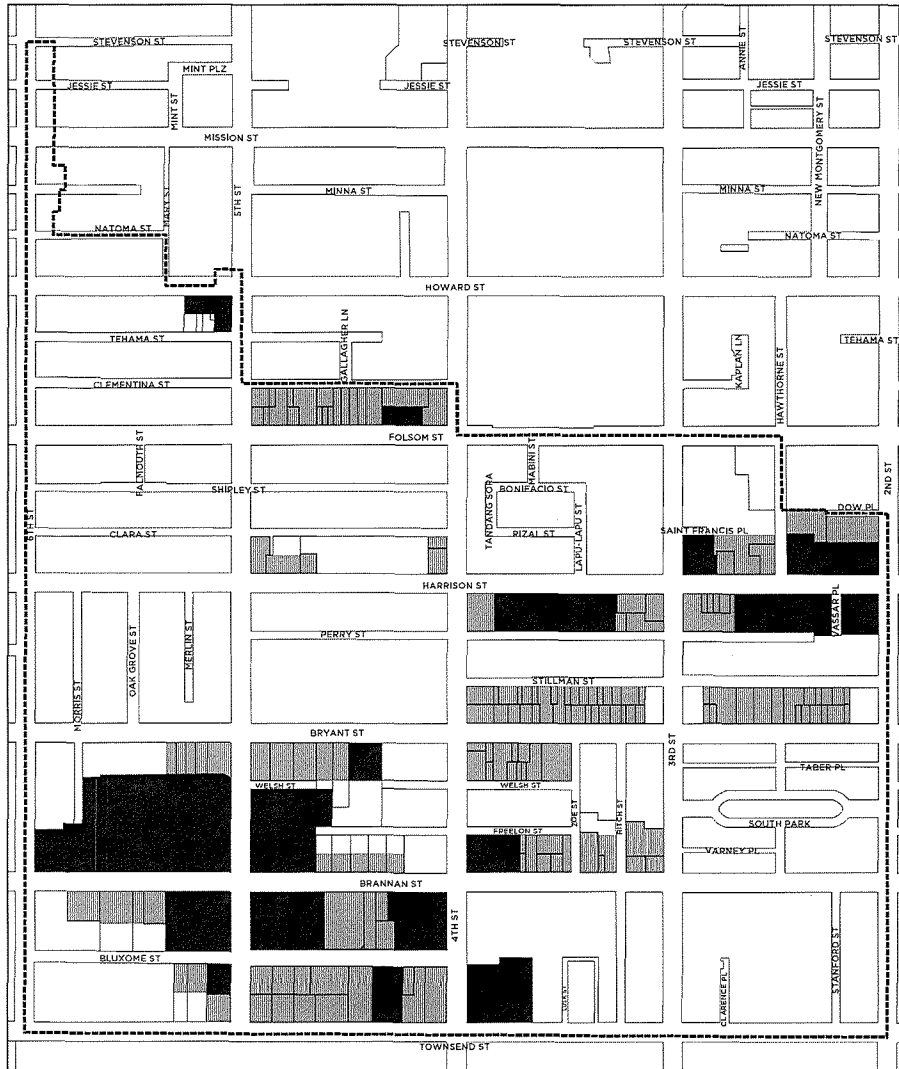 STEVENSON ST
STEVENSON ST
STEVENSON ST
ANNIE ST
STEVENSON ST
MINT PLZ
JESSIE ST
JESSIE ST
JESSIE ST
MINT ST
NEW MONTGOMERY ST
MISSION ST
MARY ST
5TH ST
MINNA ST
MINNA ST
NATOMA ST
NATOMA ST
HOWARD ST
GALLAGHER LN
KAPLAN LN
HAWTHORNE ST
TEHAMA ST
TEHAMA ST
CLEMENTINA ST
FOLSOM ST
FALMOUTH ST
MABINI ST
2ND ST
SHIPLEY ST
BONIFACIO ST
TANDANG SORA
LAPU-LAPU ST
6TH ST
CLARA ST
RIZAL ST
SAINT FRANCIS PL
DOW PL
HARRISON ST
VASSAR PL
PERRY ST
OAK GROVE ST
MERLIN ST
MORRIS ST
STILLMAN ST
BRYANT ST
3RD ST
WELSH ST
WELSH ST
TABER PL
ZOE ST
RITCH ST
SOUTH PARK
FREELON ST
VARNEY PL
BRANNAN ST
4TH ST
BLUXOME ST
STANFORD ST
CLARENCE PL
TOWNSEND ST